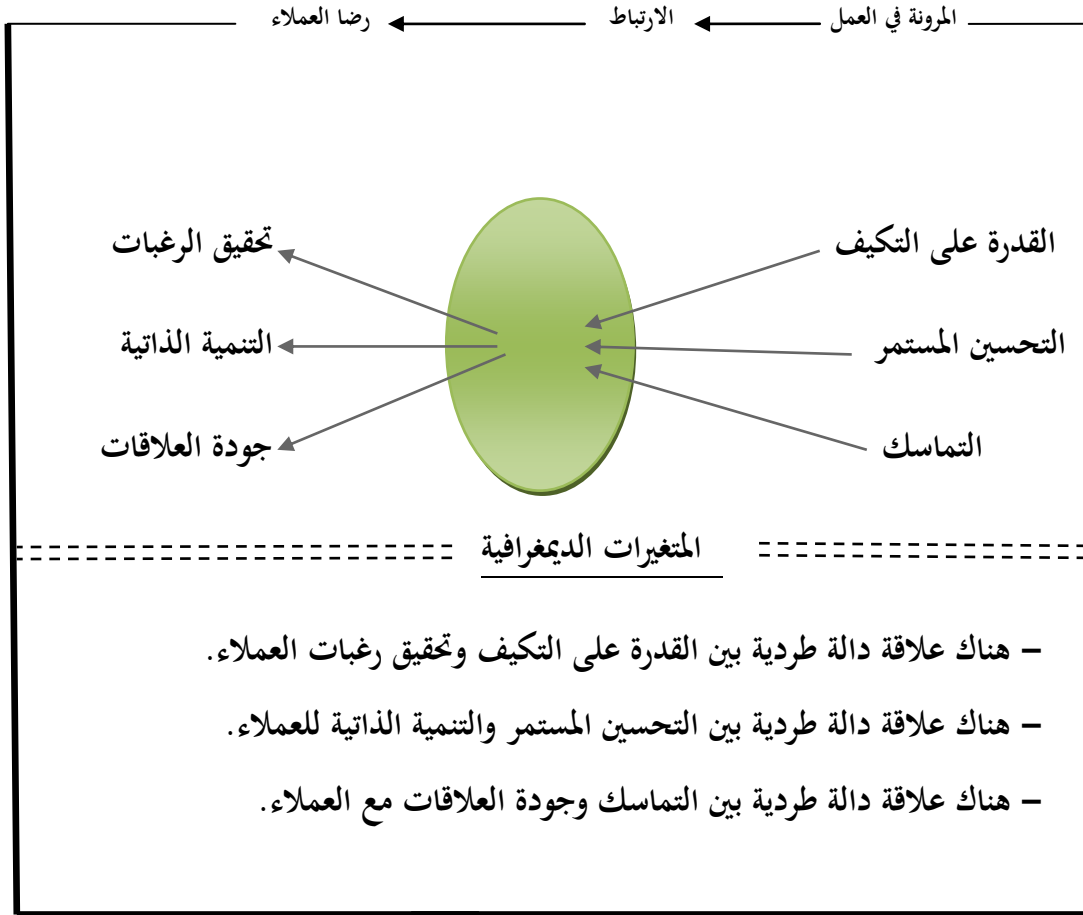 المرونة في العمل الارتباط رضا العملاء
القدرة على التكيف تحقيق الرغبات
التحسين المستمر التنمية الذاتية
التماسك جودة العلاقات
المتغيرات الديمغرافية
– هناك علاقة دالة طردية بين القدرة على التكيف وتحقيق رغبات العملاء.
– هناك علاقة دالة طردية بين التحسين المستمر والتنمية الذاتية للعملاء.
– هناك علاقة دالة طردية بين التماسك وجودة العلاقات مع العملاء.